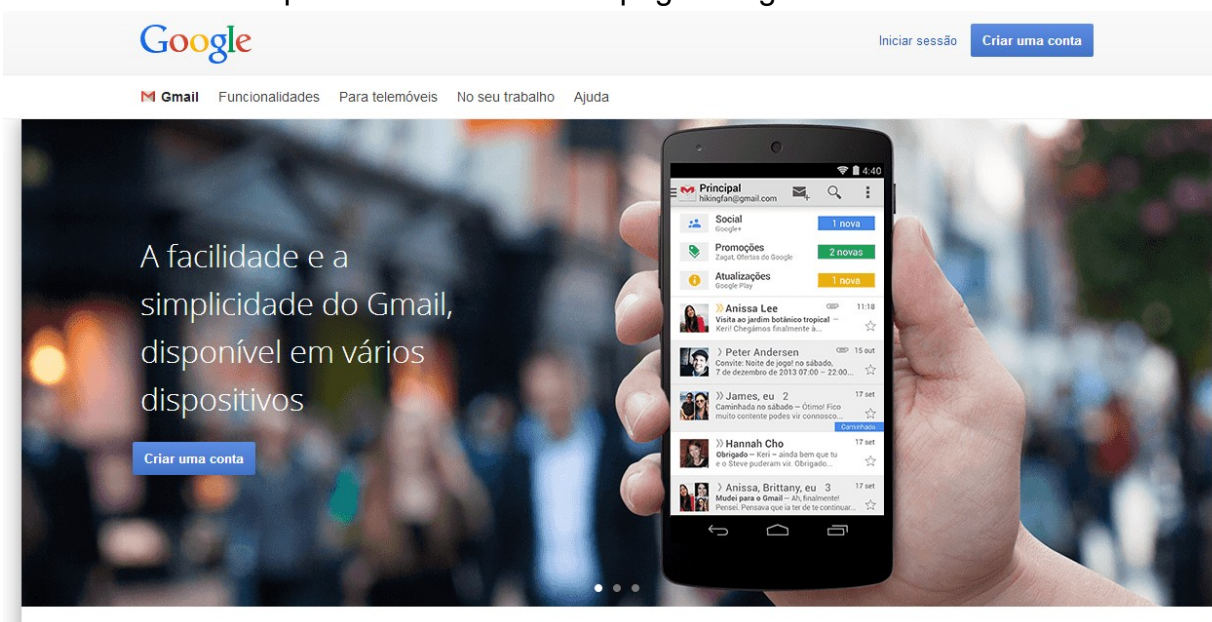 Google
Iniciar sessão Criar uma conta
Gmail Funcionalidades Para telemóveis No seu trabalho Ajuda
A facilidade e a
simplicidade do Gmail,
disponível em vários
dispositivos
Criar uma conta
4:40
Principal
hikingfan@gmail.com
Social 1 nova
Google+
Promoções 2 novas
Zagat, Ofertas do Google
Atualizações 1 nova
Google Play
Anissa Lee 11:18
Visita ao jardim botânico tropical –
Keri! Chegámos finalmente à...
Peter Andersen 15 out
Convite: Noite de jogo! no sábado,
7 de dezembro de 2013 07:00 – 22:00...
James, eu 2 17 set
Caminhada no sábado – Ótimo! Fico
muito contente podes vir connosco...
Caminhada
Hannah Cho 17 set
Obrigado – Keri – ainda bem que tu
e o Steve puderam vir. Obrigado...
Anissa, Brittany, eu 3 17 set
Mudei para o Gmail – Ah, finalmente!
Pensei. Pensava que ia ter de te continuar...